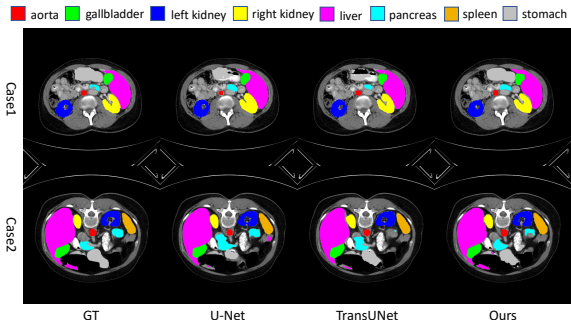 aorta gallbladder left kidney right kidney liver pancreas spleen stomach
Case1
Case2
GT U-Net TransUNet Ours